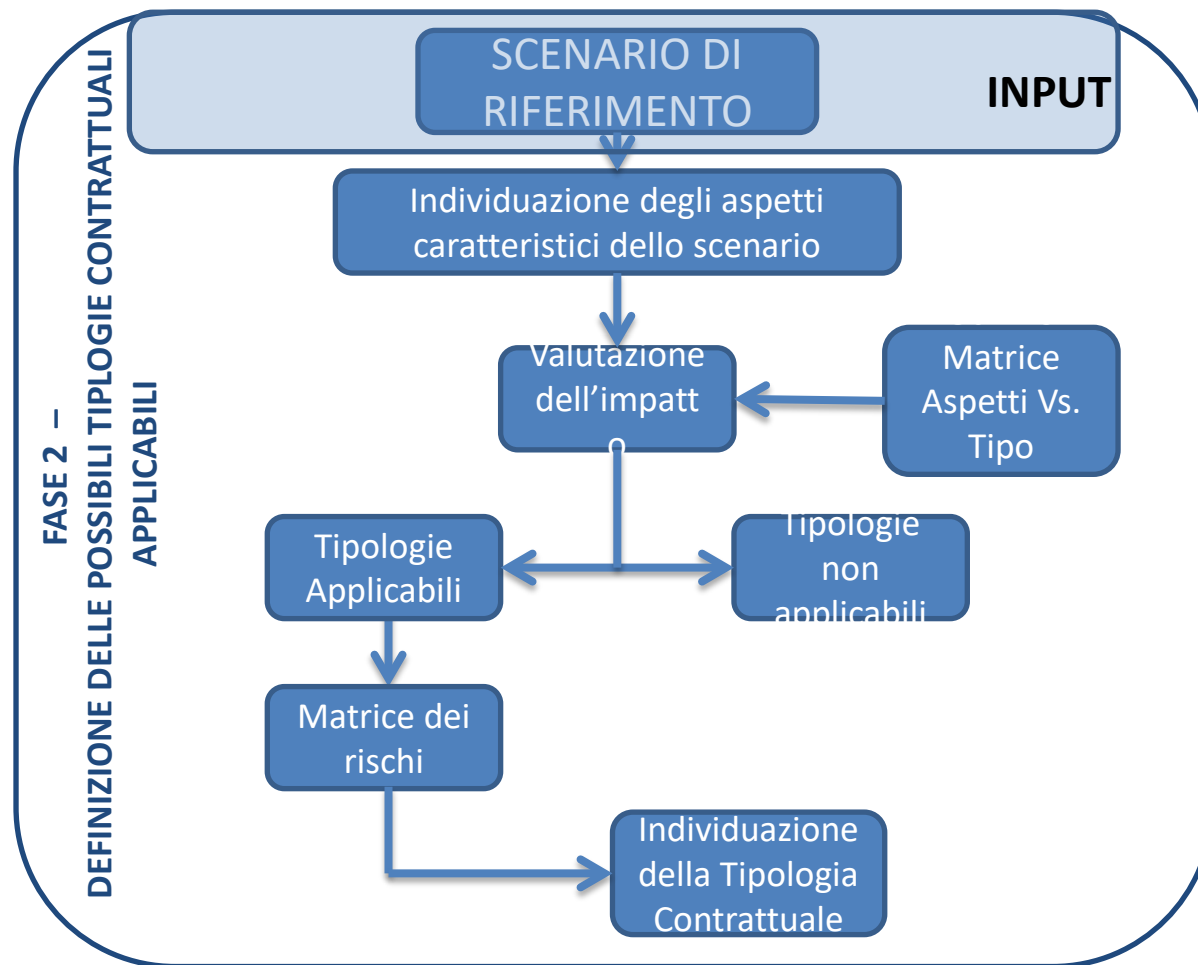 FASE 2 –
DEFINIZIONE DELLE POSSIBILI TIPLOGIE CONTRATTUALI
APPLICABILI
SCENARIO DI
RIFERIMENTO
INPUT
Individuazione degli aspetti
caratteristici dello scenario
Valutazione
dell’impatt
o
Matrice
Aspetti Vs.
Tipo
Tipologie
Applicabili
Tipologie
non
applicabili
Matrice dei
rischi
Individuazione
della Tipologia
Contrattuale